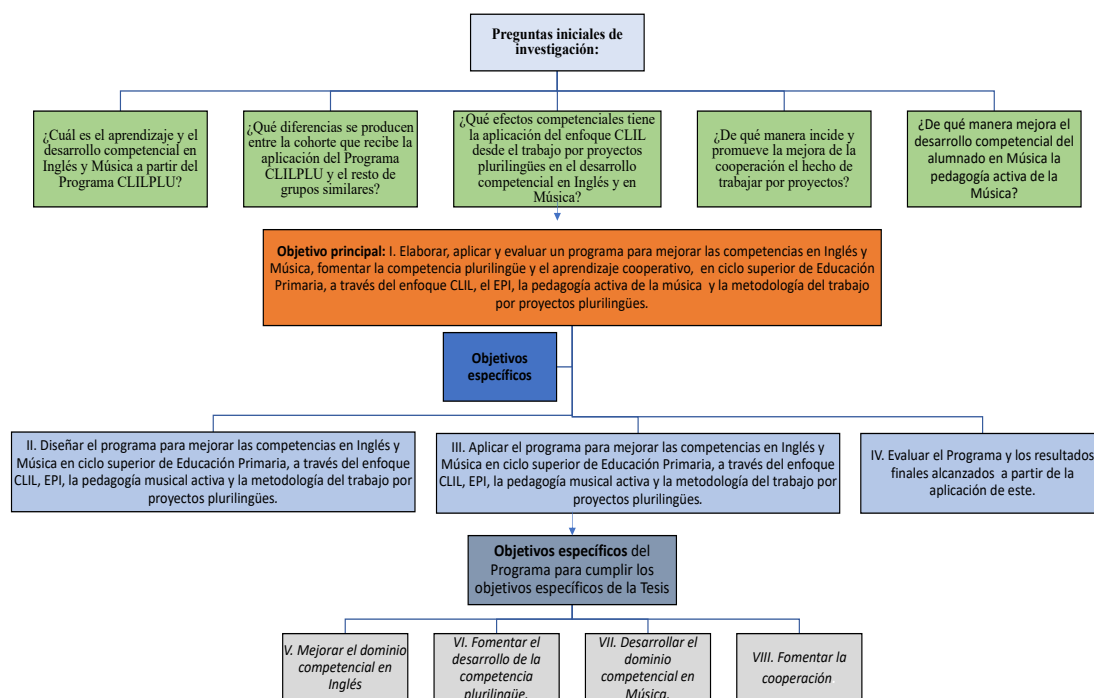 Preguntas iniciales de
investigación:
¿Cuál es el aprendizaje y el
desarrollo competencial en
Inglés y Música a partir del
Programa CLILPLU?
¿Qué diferencias se producen
entre la cohorte que recibe la
aplicación del Programa
CLILPLU y el resto de
grupos similares?
¿Qué efectos competenciales tiene
la aplicación del enfoque CLIL
desde el trabajo por proyectos
plurilingües en el desarrollo
competencial en Inglés y en
Música?
¿De qué manera incide y
promueve la mejora de la
cooperación el hecho de
trabajar por proyectos?
¿De qué manera mejora el
desarrollo competencial del
alumnado en Música la
pedagogía activa de la
Música?
Objetivo principal: I. Elaborar, aplicar y evaluar un programa para mejorar las competencias en Inglés y
Música, fomentar la competencia plurilingüe y el aprendizaje cooperativo, en ciclo superior de Educación
Primaria, a través del enfoque CLIL, el EPI, la pedagogía activa de la música y la metodología del trabajo
por proyectos plurilingües.
Objetivos
específicos
II. Diseñar el programa para mejorar las competencias en Inglés y
Música en ciclo superior de Educación Primaria, a través del enfoque
CLIL, EPI, la pedagogía musical activa y la metodología del trabajo por
proyectos plurilingües.
III. Aplicar el programa para mejorar las competencias en Inglés y
Música en ciclo superior de Educación Primaria, a través del enfoque
CLIL, EPI, la pedagogía musical activa y la metodología del trabajo por
proyectos plurilingües.
IV. Evaluar el Programa y los resultados
finales alcanzados a partir de la
aplicación de este.
Objetivos específicos del
Programa para cumplir los
objetivos específicos de la Tesis
V. Mejorar el dominio
competencial en
Inglés
VI. Fomentar el
desarrollo de la
competencia
plurilingüe.
VII. Desarrollar el
dominio
competencial en
Música.
VIII. Fomentar la
cooperación.